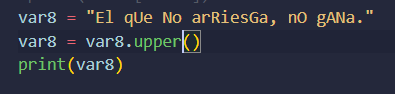 var8 = "El qUe No arRiesGa, nO gANa."
var8 = var8.upper()
print(var8)